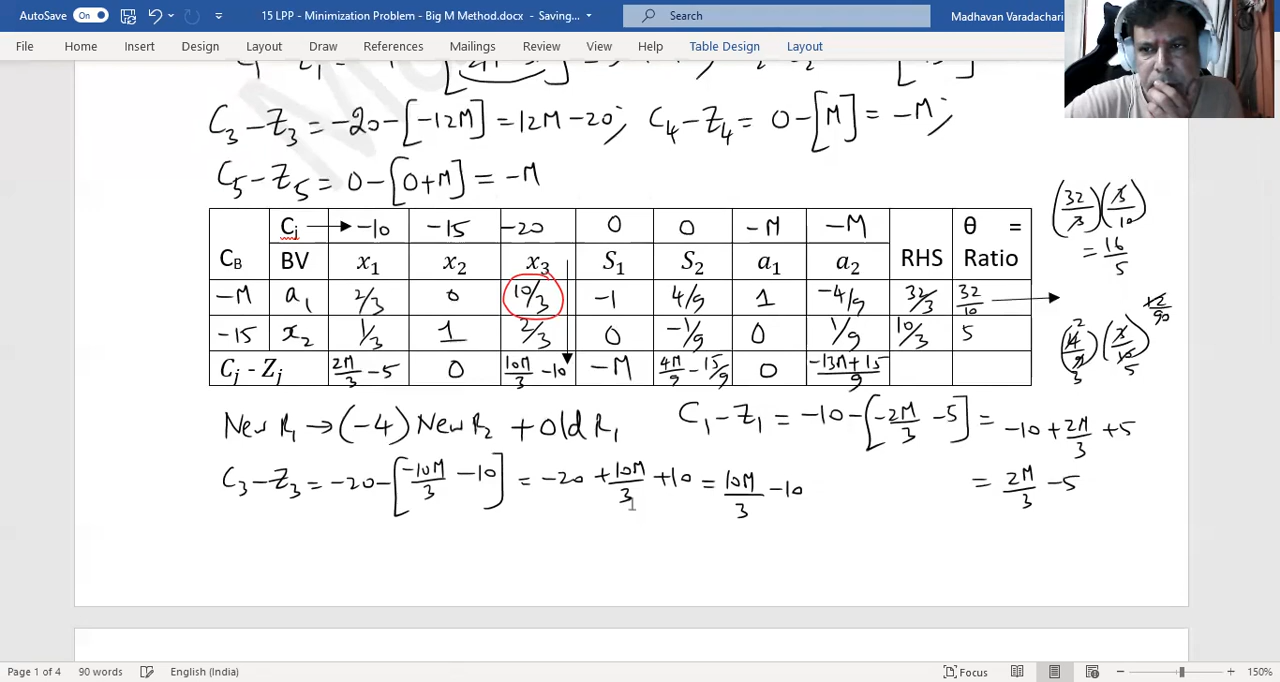 AutoSave On 15 LPP - Minimization Problem - Big M Method.docx - Saving... Search Madhavan Varadachari
File Home Insert Design Layout Draw References Mailings Review View Help Table Design Layout
C₃-Z₃ = -20-[-12M] = 12M-20; C₄-Z₄ = 0-[M] = -M;
C₅-Z₅ = 0-[0+M] = -M
(32/3)(3/10)
= 16/5
C_B Cj → -10 -15 -20 0 0 -M -M RHS θ = Ratio
BV x₁ x₂ x₃ S₁ S₂ a₁ a₂
-M a₁ 2/3 0 10/3 -1 4/9 1 -4/9 32/3 32/10
-15 x₂ 1/3 1 2/3 0 -1/9 0 1/9 10/3 5
Cj - Zj 2M/3 -5 0 10M/3 -10 -M 4M/9 -15/9 0 -13M+15/9
New R₁ → (-4) New R₂ + Old R₁ C₁-Z₁ = -10-[-2M/3 -5] = -10+2M/3 +5
C₃-Z₃ = -20-[-10M/3 -10] = -20 +10M/3 +10 = 10M/3 -10 = 2M/3 -5
Page 1 of 4 90 words English (India) Focus 150%